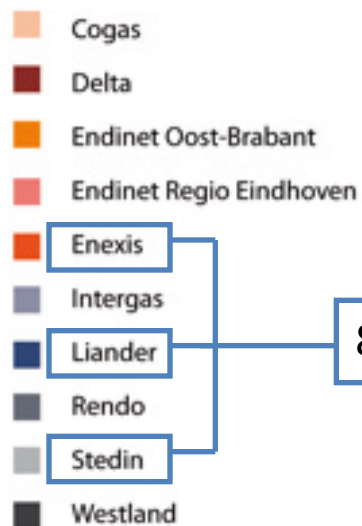 Cogas
Delta
Endinet Oost-Brabant
Endinet Regio Eindhoven
Enexis
Intergas
Liander
Rendo
Stedin
Westland